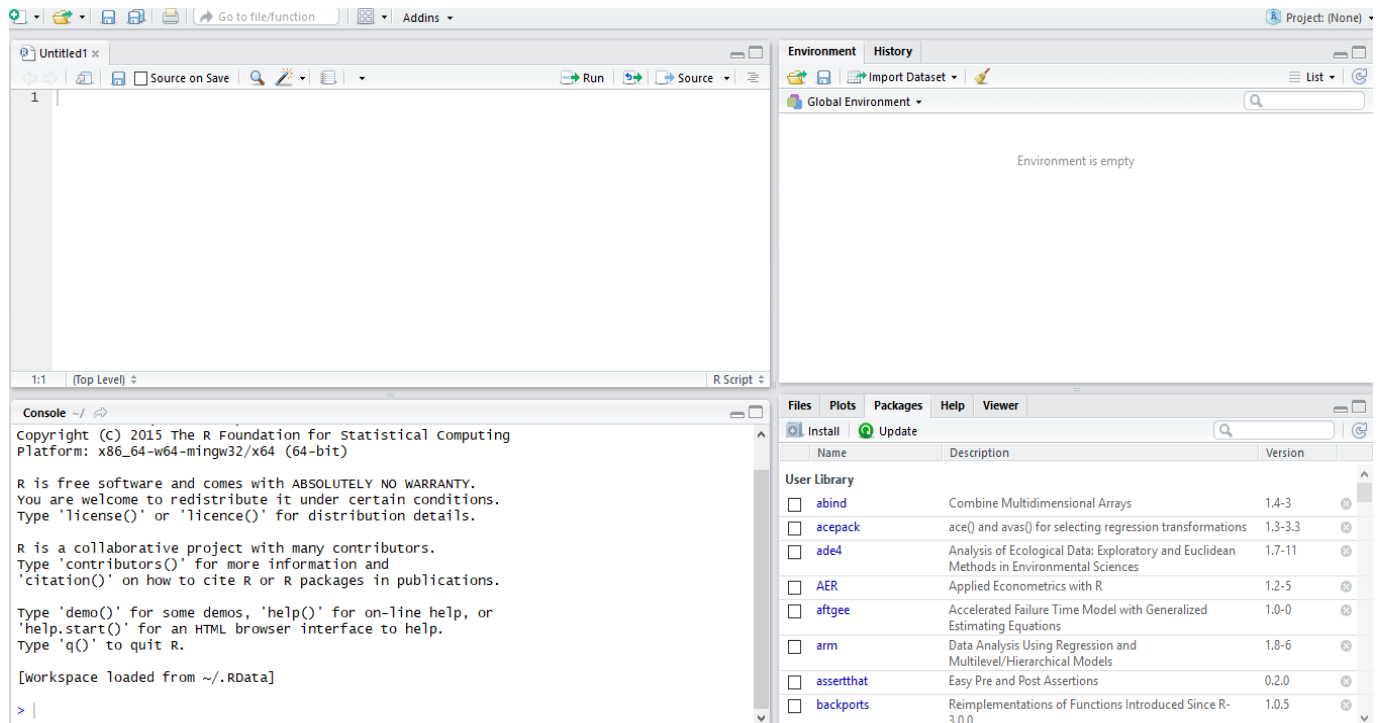 Go to file/function Addins Project: (None)
Untitled1
Source on Save Run Source
1
1:1 (Top Level) R Script
Console ~/
Copyright (C) 2015 The R Foundation for Statistical Computing
Platform: x86_64-w64-mingw32/x64 (64-bit)
R is free software and comes with ABSOLUTELY NO WARRANTY.
You are welcome to redistribute it under certain conditions.
Type 'license()' or 'licence()' for distribution details.
R is a collaborative project with many contributors.
Type 'contributors()' for more information and
'citation()' on how to cite R or R packages in publications.
Type 'demo()' for some demos, 'help()' for on-line help, or
'help.start()' for an HTML browser interface to help.
Type 'q()' to quit R.
[Workspace loaded from ~/.RData]
>
Environment History
Import Dataset List
Global Environment
Environment is empty
Files Plots Packages Help Viewer
Install Update
Name Description Version
User Library
abind Combine Multidimensional Arrays 1.4-3
acepack ace() and avas() for selecting regression transformations 1.3-3.3
ade4 Analysis of Ecological Data: Exploratory and Euclidean 1.7-11
Methods in Environmental Sciences
AER Applied Econometrics with R 1.2-5
aftgee Accelerated Failure Time Model with Generalized 1.0-0
Estimating Equations
arm Data Analysis Using Regression and 1.8-6
Multilevel/Hierarchical Models
assertthat Easy Pre and Post Assertions 0.2.0
backports Reimplementations of Functions Introduced Since R- 1.0.5
3.0.0